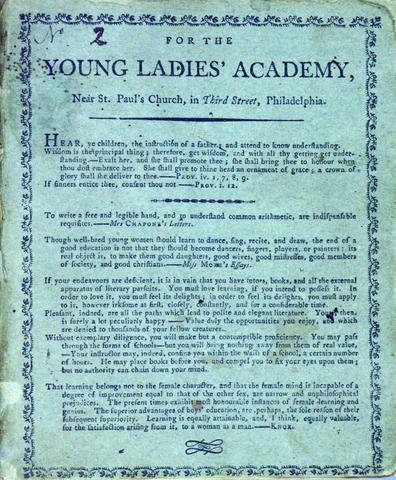 No 2
FOR THE
YOUNG LADIES' ACADEMY,
Near St. Paul's Church, in Third Street, Philadelphia.
HEAR, ye children, the instruction of a father; and attend to know understanding.
Wisdom is the principal thing; therefore, get wisdom, and with all thy getting get under-
standing.—Exalt her, and she shall promote thee; she shall bring thee to honour when
thou dost embrace her. She shall give to thine head an ornament of grace; a crown of
glory shall she deliver to thee.—PROV. iv. 1, 7, 8, 9.
If sinners entice thee, consent thou not—PROV. i. 12.
To write a free and legible hand, and to understand common arithmetic, are indispensible
requisites.—Mrs CHAPONE's Letters.
Though well-bred young women should learn to dance, sing, recite, and draw, the end of a
good education is not that they should become dancers, singers, players, or painters: its
real object is, to make them good daughters, good wives, good mistresses, good members
of society, and good christians.—Miss MORE's Essays.
If your endeavours are deficient, it is in vain that you have tutors, books, and all the external
apparatus of literary persuits. You must love learning, if you intend to possess it. In
order to love it, you must feel its delights; in order to feel its delights, you must apply
to it, however irksome at first, closely, constantly, and for a considerable time.
Pleasant, indeed, are all the paths which lead to polite and elegant literature. Yours then,
is surely a lot peculiarly happy—Value duly the opportunities you enjoy, and which
are denied to thousands of your fellow creatures.
Without exemplary diligence, you will make but a contemptible proficiency. You may pass
through the forms of schools—but you will bring nothing away from them of real value.
—Your instructor may, indeed, confine you within the walls of a school, a certain number
of hours. He may place books before you, and compel you to fix your eyes upon them;
but no authority can chain down your mind.
That learning belongs not to the female character, and that the female mind is incapable of a
degree of improvement equal to that of the other sex, are narrow and unphilosophical
prejudices. The present times exhibit most honourable instances of female learning and
genius. The superior advantages of boys' education, are, perhaps, the sole reason of their
subsequent superiority. Learning is equally attainable, and, I think, equally valuable,
for the satisfaction arising from it, to a woman as a man—KNOX.